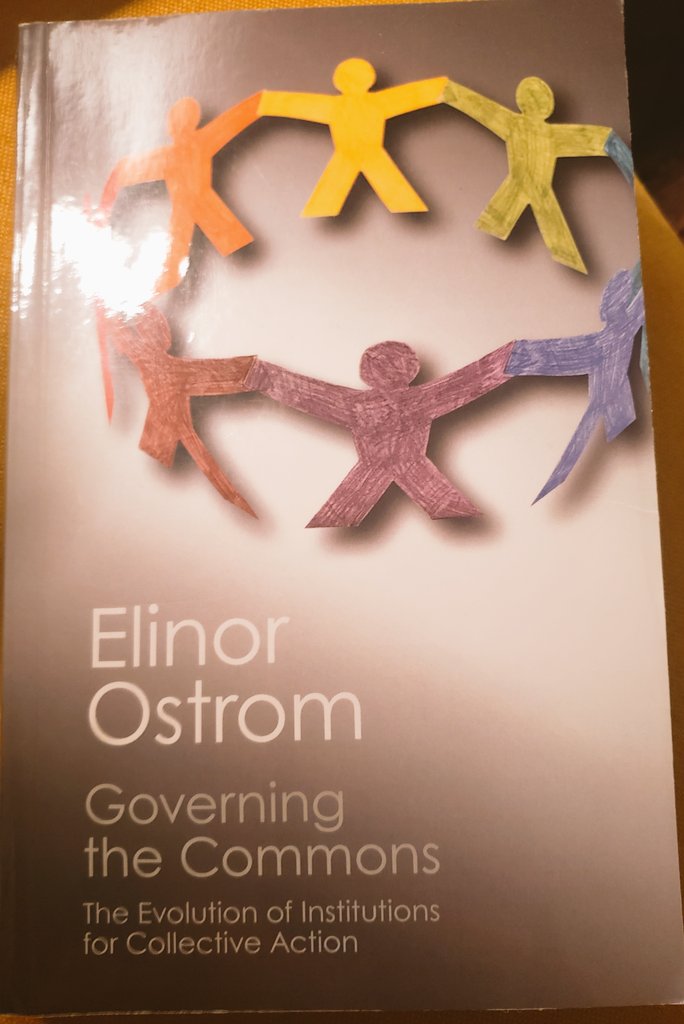 Elinor
Ostrom
Governing
the Commons
The Evolution of Institutions
for Collective Action